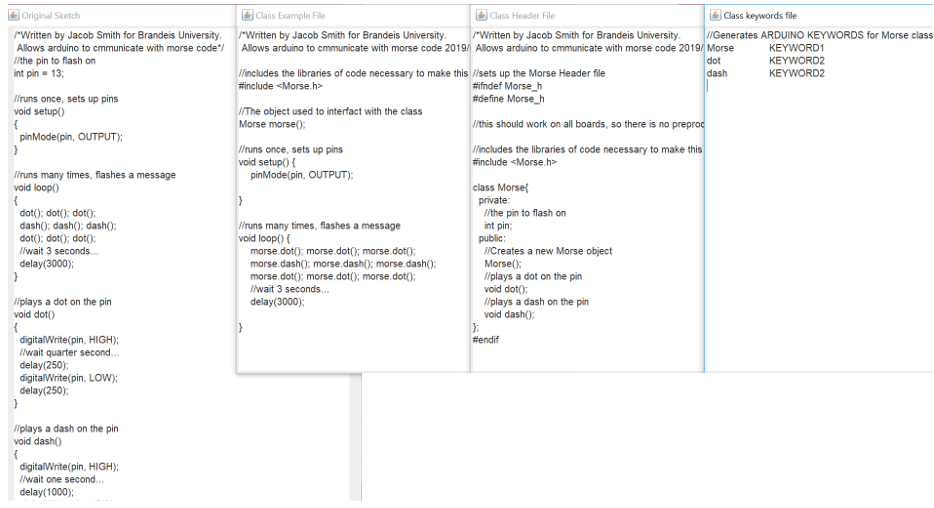 Original Sketch
/*Written by Jacob Smith for Brandeis University.
Allows arduino to cmmunicate with morse code*/
//the pin to flash on
int pin = 13;
//runs once, sets up pins
void setup()
{
pinMode(pin, OUTPUT);
}
//runs many times, flashes a message
void loop()
{
dot(); dot(); dot();
dash(); dash(); dash();
dot(); dot(); dot();
//wait 3 seconds...
delay(3000);
}
//plays a dot on the pin
void dot()
{
digitalWrite(pin, HIGH);
//wait quarter second...
delay(250);
digitalWrite(pin, LOW);
delay(250);
}
//plays a dash on the pin
void dash()
{
digitalWrite(pin, HIGH);
//wait one second...
delay(1000);
Class Example File
/*Written by Jacob Smith for Brandeis University.
Allows arduino to cmmunicate with morse code 2019/
//includes the libraries of code necessary to make this
#include <Morse.h>
//The object used to interfact with the class
Morse morse();
//runs once, sets up pins
void setup() {
pinMode(pin, OUTPUT);
}
//runs many times, flashes a message
void loop() {
morse.dot(); morse.dot(); morse.dot();
morse.dash(); morse.dash(); morse.dash();
morse.dot(); morse.dot(); morse.dot();
//wait 3 seconds...
delay(3000);
}
Class Header File
/*Written by Jacob Smith for Brandeis University.
Allows arduino to cmmunicate with morse code 2019/
//sets up the Morse Header file
#ifndef Morse_h
#define Morse_h
//this should work on all boards, so there is no preproc
//includes the libraries of code necessary to make this
#include <Morse.h>
class Morse{
private:
//the pin to flash on
int pin;
public:
//Creates a new Morse object
Morse();
//plays a dot on the pin
void dot();
//plays a dash on the pin
void dash();
};
#endif
Class keywords file
//Generates ARDUINO KEYWORDS for Morse class
Morse KEYWORD1
dot KEYWORD2
dash KEYWORD2